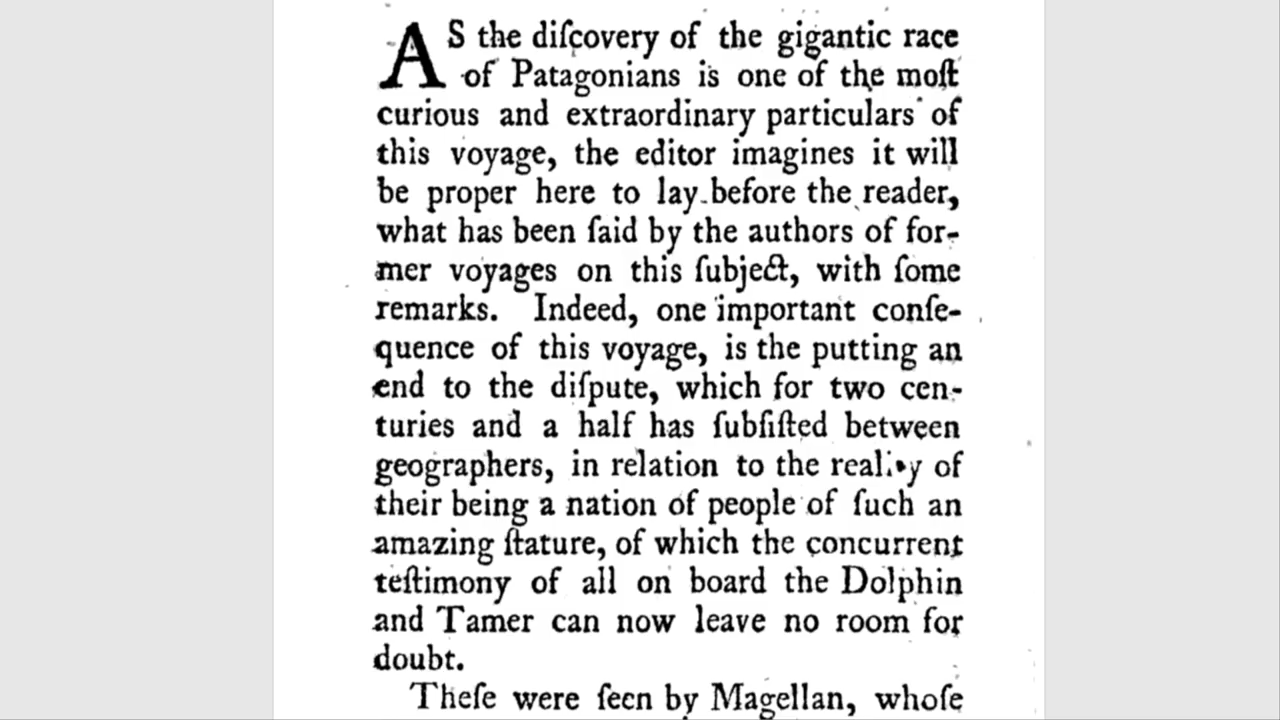 AS the diſcovery of the gigantic race
of Patagonians is one of the moſt
curious and extraordinary particulars of
this voyage, the editor imagines it will
be proper here to lay before the reader,
what has been ſaid by the authors of for-
mer voyages on this ſubject, with ſome
remarks. Indeed, one important conſe-
quence of this voyage, is the putting an
end to the diſpute, which for two cen-
turies and a half has ſubſiſted between
geographers, in relation to the reality of
their being a nation of people of ſuch an
amazing ſtature, of which the concurrent
teſtimony of all on board the Dolphin
and Tamer can now leave no room for
doubt.
Theſe were ſeen by Magellan, whoſe